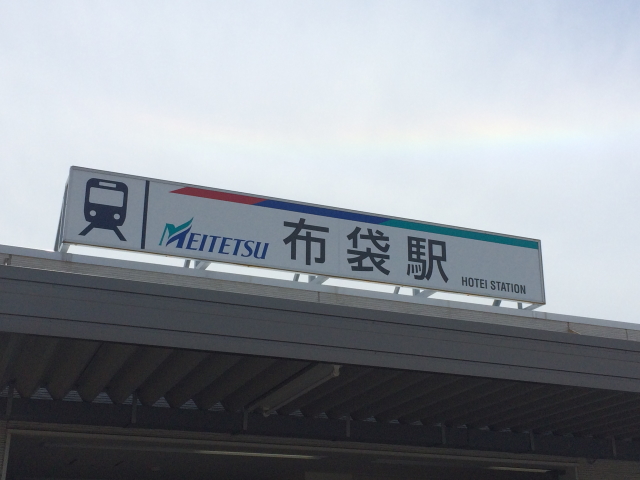 MEITETSU 布袋駅 HOTEI STATION